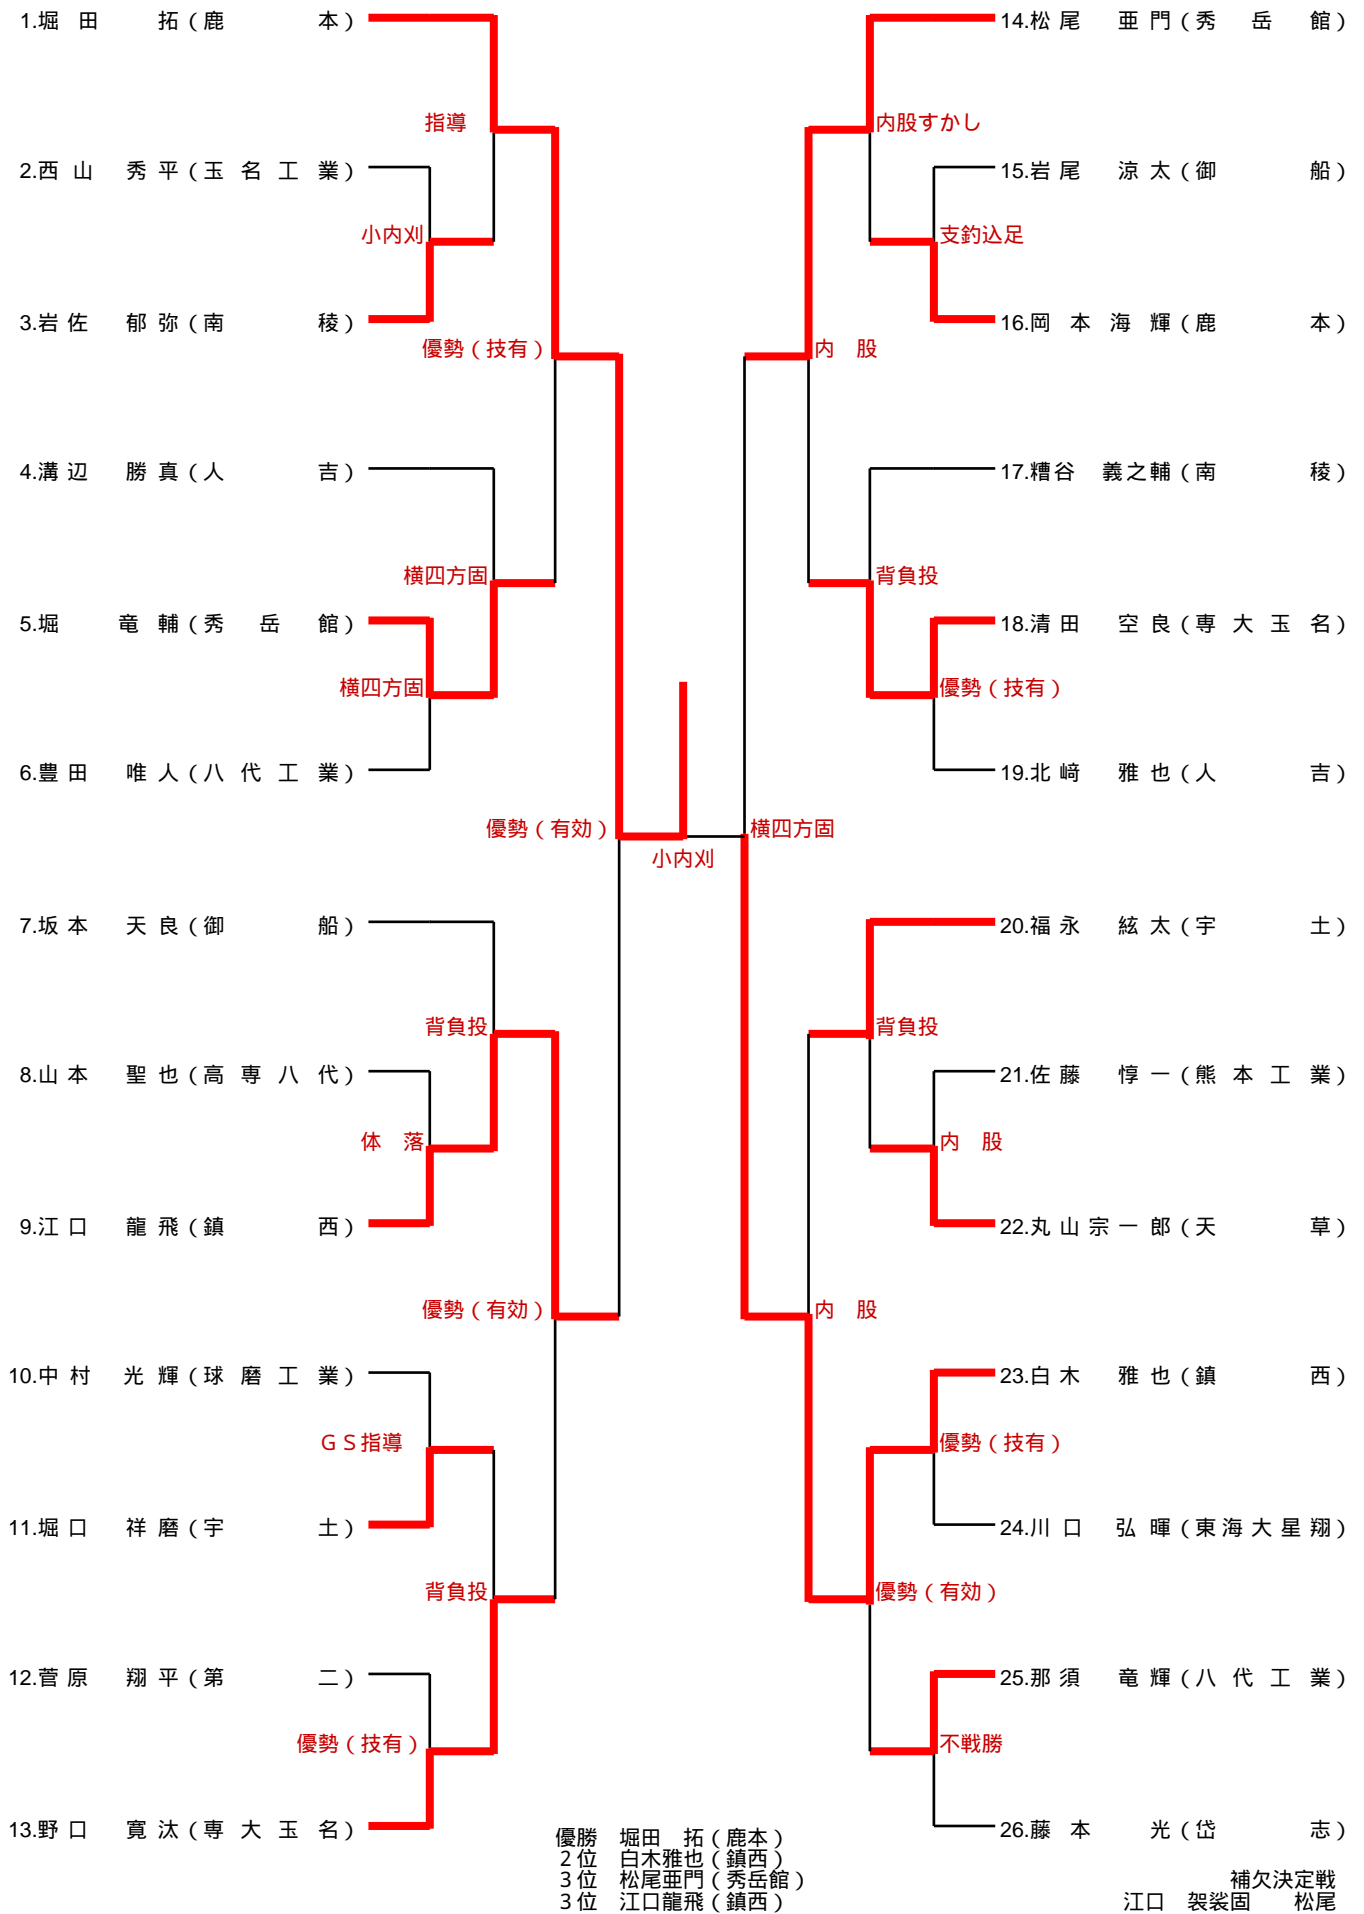 1.堀田 拓(鹿本)
指導
2.西山 秀平(玉名工業)
小内刈
3.岩佐 郁弥(南稜)
優勢(技有)
4.溝辺 勝真(人吉)
横四方固
5.堀 竜輔(秀岳館)
横四方固
6.豊田 唯人(八代工業)
優勢(有効)
小内刈
7.坂本 天良(御船)
背負投
8.山本 聖也(高専八代)
体 落
9.江口 龍飛(鎮西)
優勢(有効)
10.中村 光輝(球磨工業)
GS指導
11.堀口 祥磨(宇土)
背負投
12.菅原 翔平(第二)
優勢(技有)
13.野口 寛汰(専大玉名)
14.松尾 亜門(秀岳館)
内股すかし
15.岩尾 涼太(御船)
支釣込足
16.岡本海輝(鹿本)
内 股
17.糟谷 義之輔(南稜)
背負投
18.清田 空良(専大玉名)
優勢(技有)
19.北﨑 雅也(人吉)
横四方固
20.福永 絃太(宇土)
背負投
21.佐藤 惇一(熊本工業)
内 股
22.丸山宗一郎(天草)
内 股
23.白木 雅也(鎮西)
優勢(技有)
24.川口 弘暉(東海大星翔)
優勢(有効)
25.那須 竜輝(八代工業)
不戦勝
26.藤本 光(岱志)
優勝 堀田 拓(鹿本)
2位 白木雅也(鎮西)
3位 松尾亜門(秀岳館)
3位 江口龍飛(鎮西)
補欠決定戦
江口 袈裟固 松尾